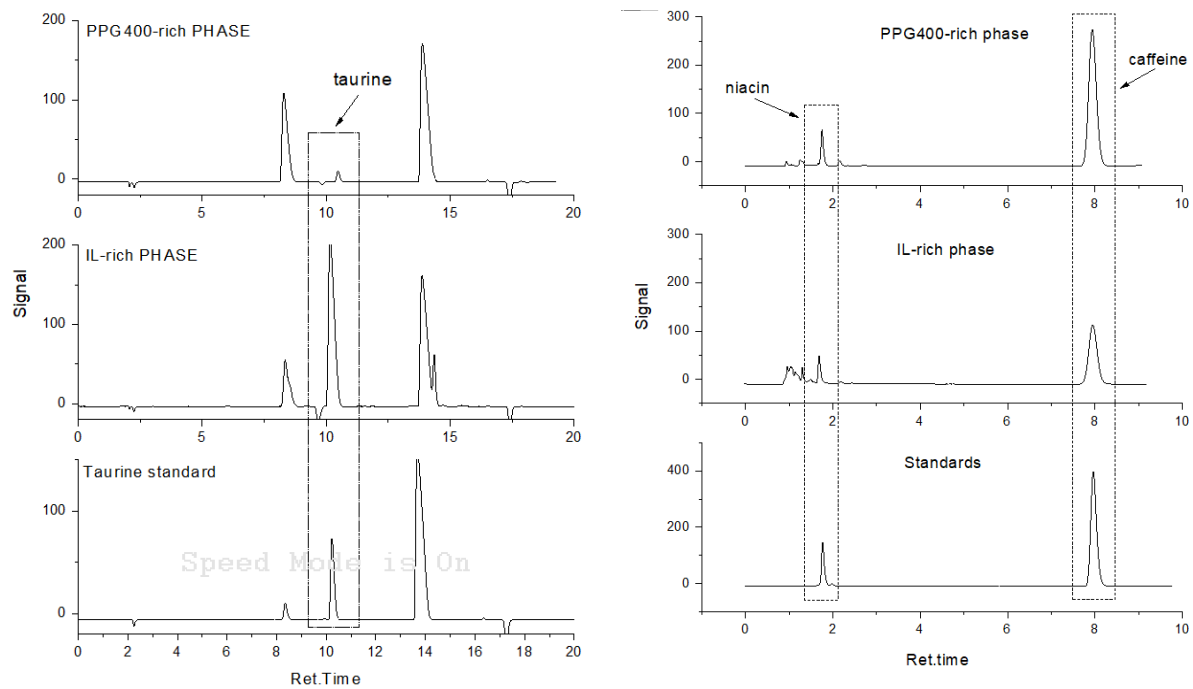 PPG400-rich PHASE
taurine
200
100
0
0 5 10 15 20
IL-rich PHASE
200
100
0
0 5 10 15 20
Signal
Taurine standard
100
0
Speed Mode is On
0 2 4 6 8 10 12 14 16 18 20
Ret.Time
PPG400-rich phase
niacin
caffeine
300
200
100
0
0 2 4 6 8 10
IL-rich phase
300
200
100
0
0 2 4 6 8 10
Signal
Standards
400
200
0
0 2 4 6 8 10
Ret.time